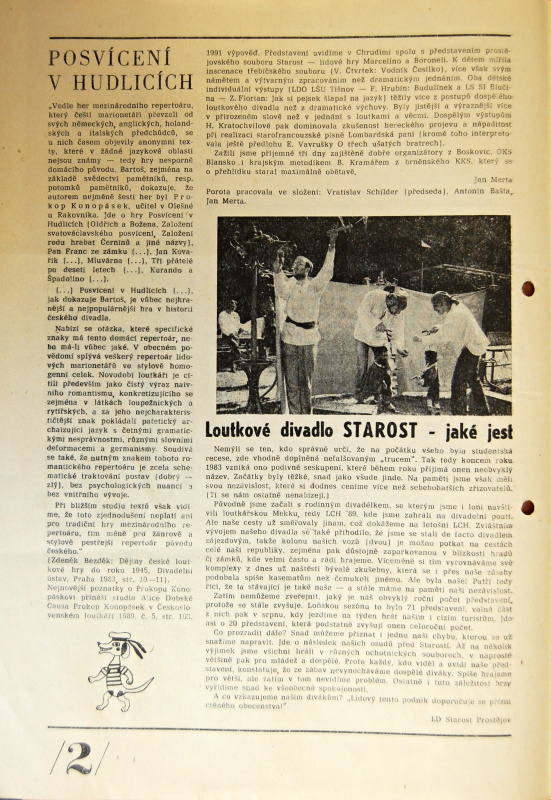 POSVÍCENÍ
V HUDLICÍCH
„Vedle her mezinárodního repertoáru,
který čeští marionetáři převzali od
svých německých, anglických, holand-
ských a italských předchůdců, se
u nich časem objevily anonymní tex-
ty, které v žádné jazykové oblasti
nejsou známy — tedy hry nesporně
domácího původu. Bartoš, zejména na
základě svědectví pamětníků, resp.
potomků pamětníků, dokazuje, že
autorem nejméně šesti her byl Pro-
kop Konopásek, učitel v Olešné
u Rakovníka. Jde o hry Posvícení v
Hudlicích (Oldřich a Božena, Založení
svatováclavského posvícení, Založení
rodu hrabat Černínů a jiné názvy),
Pan Franc ze zámku (...), Jan Kova-
řík (...), Mluvárna (...), Tři přátelé
po deseti letech (...), Kurando a
Špadolíno (...).
(...) Posvícení v Hudlicích (...),
jak dokazuje Bartoš, je vůbec nejhra-
nější a nejpopulárnější hra v historii
českého divadla.
Nabízí se otázka, které specifické
znaky má tento domácí repertoár, ne-
bo má-li vůbec jaké. V obecném po-
vědomí splývá veškerý repertoár lido-
vých marionetářů ve stylově homo-
genní celek. Novodobí loutkáři je cí-
tili především jako čistý výraz naiv-
ního romantismu, konkretizujícího se
zejména v látkách loupežnických a
rytířských, a za jeho nejcharakteris-
tičtější znak pokládali patetický ar-
chaizující jazyk s četnými gramatic-
kými nesprávnostmi, různými slovními
deformacemi a germanismy. Soudívá
se také, že nutným znakem tohoto ro-
mantického repertoáru je zcela sche-
matické traktování postav (dobrý —
zlý), bez psychologických nuancí a
bez vnitřního vývoje.
Při bližším studiu textů však vidí-
me, že toto zjednodušení neplatí ani
pro tradiční hry mezinárodního re-
pertoáru, tím méně pro žánrově a
stylově pestřejší repertoár původu
českého."
(Zdeněk Bezděk: Dějiny české lout-
kové hry do roku 1945, Divadelní
ústav, Praha 1983, str. 10—11).
Nejnovější poznatky o Prokopu Kono-
páskovi přináší studie Alice Dubské
Causa Prokop Konopásek v Českoslo-
venském loutkáři 1989, č. 5, str. 103.
1991 výpověď. Představení uvidíme v Chrudimi spolu s představením prostě-
jovského souboru Starost — lidové hry Marcelino a Boroneli. K dětem mířila
inscenace třebíčského souboru (V. Čtvrtek: Vodník Česílko), více však svým
námětem a výtvarným zpracováním než dramatickým jednáním. Oba dětské
individuální výstupy (LDO LŠU Tišnov — F. Hrubín: Budulínek a LS SI Bluči-
na — Z. Florian: Jak si pejsek šlapal na jazyk) těžily více z postupů dospělého
loutkového divadla než z dramatické výchovy. Byly jistější a výraznější více
v přirozeném slově než v jednání s loutkami a věcmi. Dospělým výstupům
H. Kratochvílové pak dominovala zkušenost hereckého projevu a nápaditost
při realizaci starofrancouzské písně Lombardská paní (kromě toho interpreto-
vala ještě předlohu E. Vavrušky O třech ušatých bratrech).
Zažili jsme příjemné tři dny zajištěné dobře organizátory z Boskovic, OKS
Blansko i krajským metodikem B. Kramářem z brněnského KKS, který se
o přehlídku staral maximálně obětavě.
Jan Merta
Porota pracovala ve složení: Vratislav Schilder (předseda), Antonín Bašta,
Jan Merta.
Loutkové divadlo STAROST - jaké jest
Nemýlí se ten, kdo správně určí, že na počátku všeho byla studentská
recese, zde vhodně doplněná nefalšovaným „trucem". Tak tedy koncem roku
1983 vzniká ono podivné seskupení, které během roku přijímá onen neobvyklý
název. Začátky byly těžké, snad jako všude jinde. Na paměti jsme však měli
svou nezávislost, které si dodnes ceníme více než sebebohatších zřizovatelů.
(Tí se nám ostatně nenabízejí.)
Původně jsme začali s rodinným divadélkem, se kterým jsme i loni navští-
vili loutkářskou Mekku, tedy LCH '89, kde jsme zahráli na divadelní pouti.
Ale naše cesty už směřovaly jinam, což dokážeme na letošní LCH. Zvláštním
vývojem našeho divadla se také přihodilo, že jsme se stali de facto divadlem
zájezdovým, takže kolonu našich vozů (dvou) je možno potkat na cestách
celé naší republiky, zejména pak důstojně zaparkovanou v blízkosti hradů
či zámků, kde velmi často a rádi hrajeme. Víceméně si tím vyrovnáváme své
komplexy z dnes už naštěstí bývalé zkušebny, která se i přes naše zásahy
podobala spíše kasematům než čemukoli jinému. Ale byla naše! Patří tedy
říci, že ta stávající je také naše — a stále máme na paměti naši nezávislost.
Zatím nemůžeme zveřejnit, jaký je náš obvyklý roční počet představení,
protože se stále zvyšuje. Loňskou sezónu to bylo 71 představení, valná část
z nich pak v srpnu, kdy jezdíme na týden hrát našim i cizím turistům. Jde
asi o 20 představení, která podstatně zvyšují onen celoroční počet.
Co prozradit dále? Snad můžeme přiznat i jednu naši chybu, kterou se už
snažíme napravit. Jde o následek našich osudů před Starostí. Až na několik
výjimek jsme všichni hráli v různých ochotnických souborech, v naprosté
většině pak pro mládež a dospělé. Proto každý, kdo viděl a uvidí naše před-
stavení, konstatuje, že ze zábav nevynecháváme dospělé diváky. Spíše hrajeme
pro větší, ale zatím v tom nevidíme problém. Ostatně i tuto záležitost brzy
vyřídíme snad ke všeobecné spokojenosti.
A co vzkazujeme našim divákům? „Lidový tento podnik doporučuje se přízni
ctěného obecenstva!"
LD Starost Prostějov
/2/